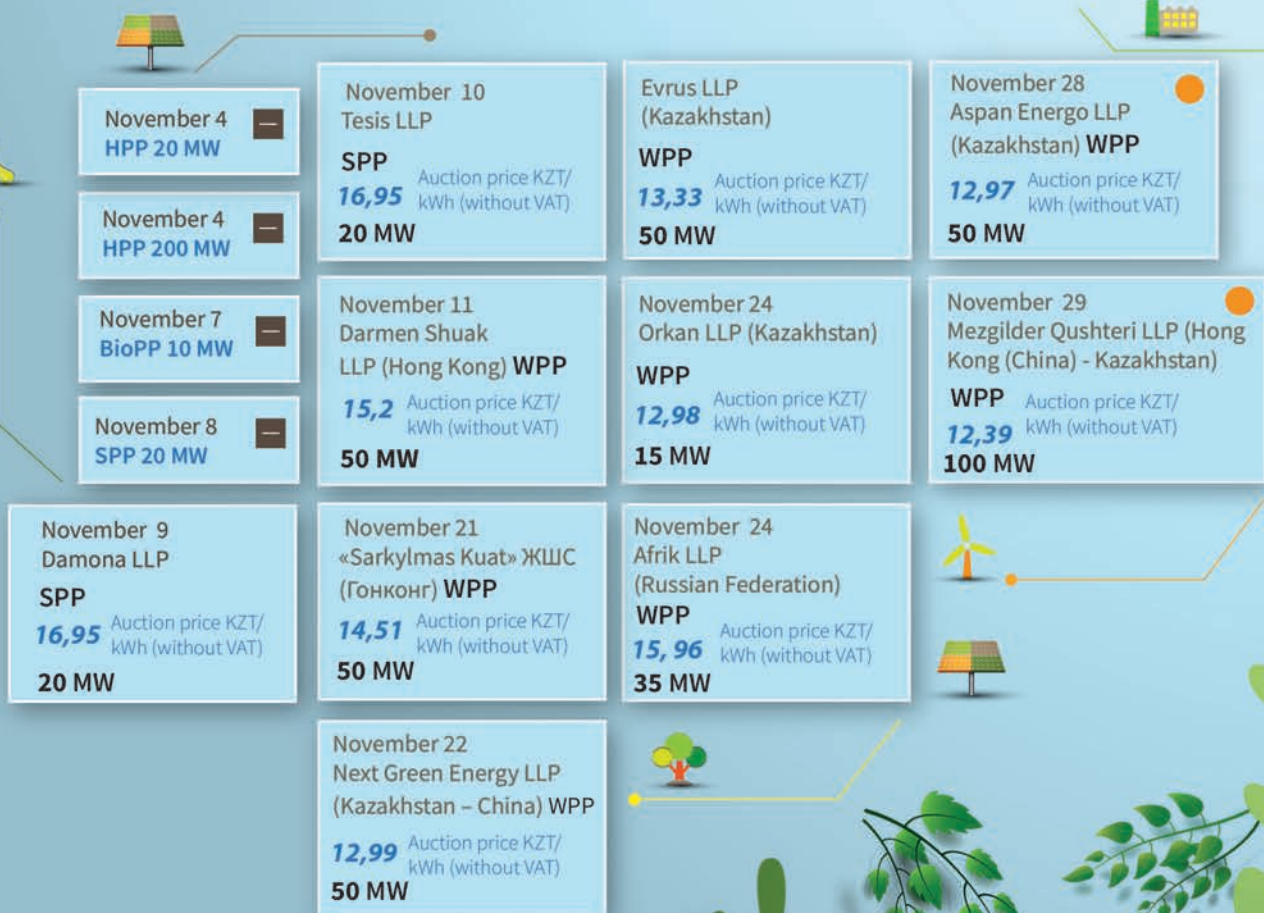 November 4
HPP 20 MW
November 4
HPP 200 MW
November 7
BioPP 10 MW
November 8
SPP 20 MW
November 9
Damona LLP
SPP
16,95 Auction price KZT/
kWh (without VAT)
20 MW
November 10
Tesis LLP
SPP
16,95 Auction price KZT/
kWh (without VAT)
20 MW
November 11
Darmen Shuak
LLP (Hong Kong) WPP
15,2 Auction price KZT/
kWh (without VAT)
50 MW
November 21
«Sarkylmas Kuat» ЖШС
(Гонконг) WPP
14,51 Auction price KZT/
kWh (without VAT)
50 MW
November 22
Next Green Energy LLP
(Kazakhstan – China) WPP
12,99 Auction price KZT/
kWh (without VAT)
50 MW
Evrus LLP
(Kazakhstan)
WPP
13,33 Auction price KZT/
kWh (without VAT)
50 MW
November 24
Orkan LLP (Kazakhstan)
WPP
12,98 Auction price KZT/
kWh (without VAT)
15 MW
November 24
Afrik LLP
(Russian Federation)
WPP
15, 96 Auction price KZT/
kWh (without VAT)
35 MW
November 28
Aspan Energo LLP
(Kazakhstan) WPP
12,97 Auction price KZT/
kWh (without VAT)
50 MW
November 29
Mezgilder Qushteri LLP (Hong
Kong (China) - Kazakhstan)
WPP Auction price KZT/
12,39 kWh (without VAT)
100 MW